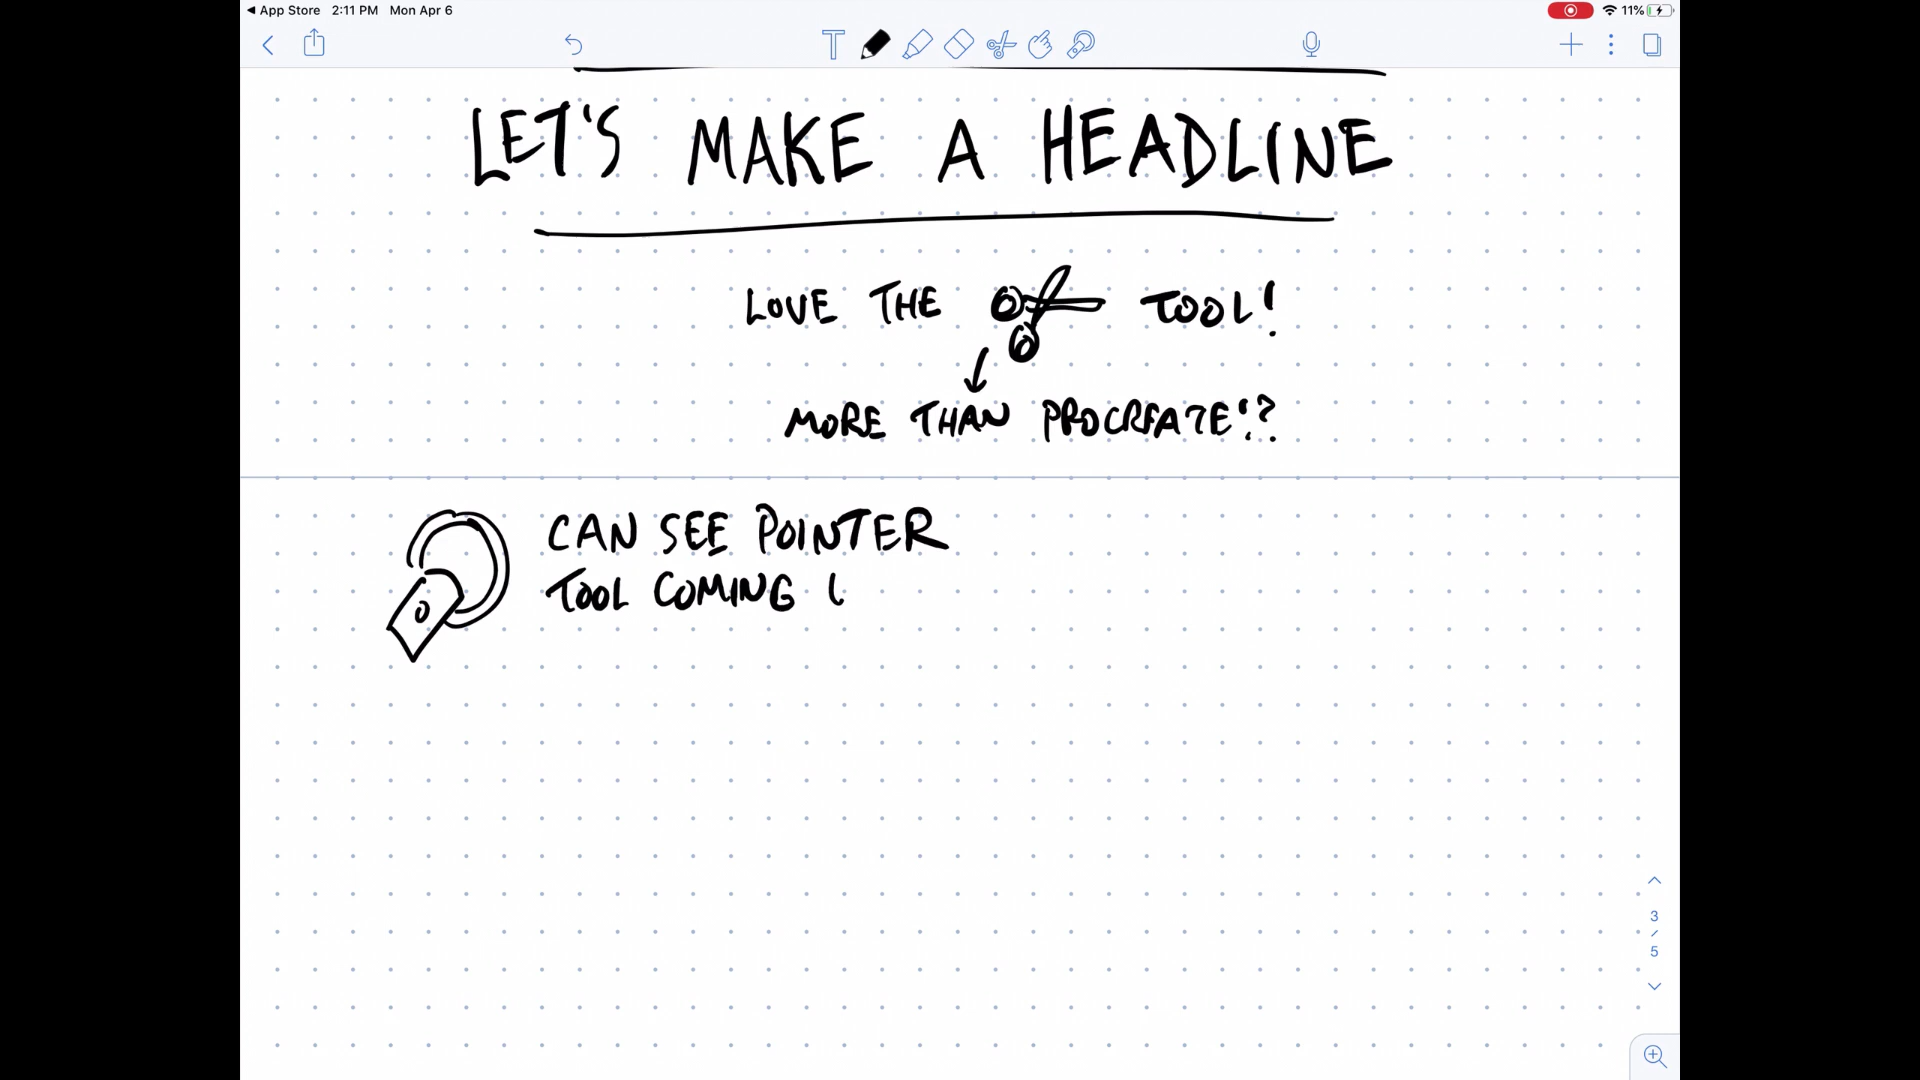 App Store 2:11 PM Mon Apr 6
11%
LET'S MAKE A HEADLINE
LOVE THE TOOL!
MORE THAN PROCREATE!?
CAN SEE POINTER
TOOL COMING
3
/
5